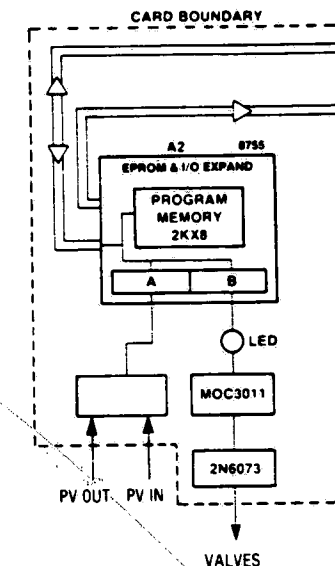 CARD BOUNDARY
A2 8755
EPROM & I/O EXPAND
PROGRAM
MEMORY
2KX8
A B
LED
MOC3011
2N6073
PV OUT PV IN
VALVES